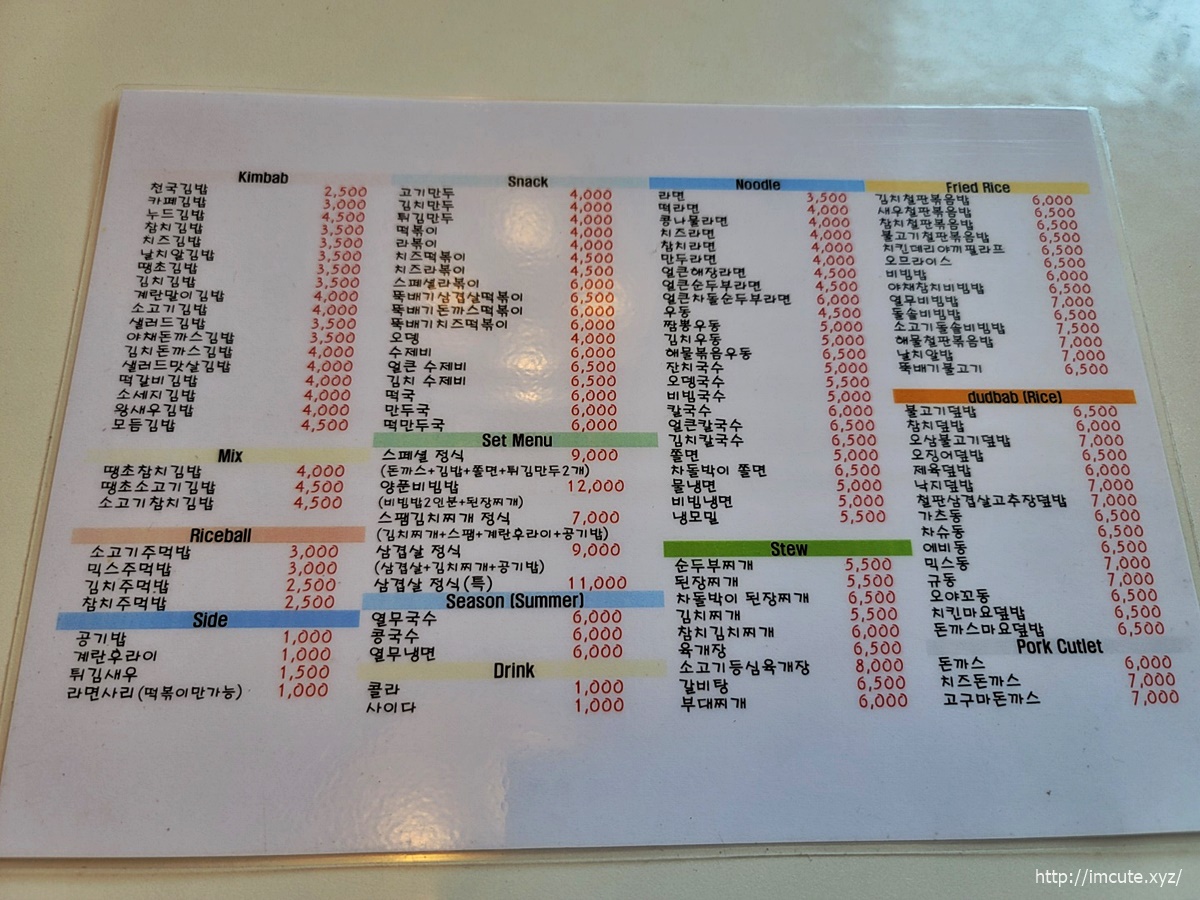 Kimbab
천국김밥 2,500
카페김밥 3,000
누드김밥 4,500
참치김밥 3,500
치즈김밥 3,500
날치알김밥 3,500
땡초김밥 3,500
김치김밥 3,500
계란말이김밥 4,000
소고기김밥 4,000
샐러드김밥 3,500
야채돈까스김밥 3,500
김치돈까스김밥 4,000
샐러드맛살김밥 4,000
떡갈비김밥 4,000
소세지김밥 4,000
왕새우김밥 4,000
모듬김밥 4,500
Mix
땡초참치김밥 4,000
땡초소고기김밥 4,500
소고기참치김밥 4,500
Riceball
소고기주먹밥 3,000
믹스주먹밥 3,000
김치주먹밥 2,500
참치주먹밥 2,500
Side
공기밥 1,000
계란후라이 1,000
튀김새우 1,500
라면사리(떡볶이만가능) 1,000
Snack
고기만두 4,000
김치만두 4,000
튀김만두 4,000
떡볶이 4,000
라볶이 4,000
치즈떡볶이 4,500
치즈라볶이 4,500
스페셜라볶이 6,000
뚝배기삼겹살떡볶이 6,500
뚝배기돈까스떡볶이 6,000
뚝배기치즈떡볶이 6,000
오뎅 4,000
수제비 6,000
얼큰 수제비 6,500
김치 수제비 6,500
떡국 6,000
만두국 6,000
떡만두국 6,000
Set Menu
스페셜 정식 9,000
(돈까스+김밥+쫄면+튀김만두2개)
양푼비빔밥 12,000
(비빔밥2인분+된장찌개)
스팸김치찌개 정식 7,000
(김치찌개+스팸+계란후라이+공기밥)
삼겹살 정식 9,000
(삼겹살+김치찌개+공기밥)
삼겹살 정식(특) 11,000
Season (Summer)
열무국수 6,000
콩국수 6,000
열무냉면 6,000
Drink
콜라 1,000
사이다 1,000
Noodle
라면 3,500
떡라면 4,000
콩나물라면 4,000
치즈라면 4,000
참치라면 4,000
만두라면 4,000
얼큰해장라면 4,500
얼큰순두부라면 4,500
얼큰차돌순두부라면 6,000
우동 4,500
짬뽕우동 5,000
김치우동 5,000
해물볶음우동 6,500
잔치국수 5,000
오뎅국수 5,500
비빔국수 5,000
칼국수 6,000
얼큰칼국수 6,500
김치칼국수 6,500
쫄면 5,000
차돌박이 쫄면 6,500
물냉면 5,000
비빔냉면 5,000
냉모밀 5,500
Stew
순두부찌개 5,500
된장찌개 5,500
차돌박이 된장찌개 6,500
김치찌개 5,500
참치김치찌개 6,000
육개장 6,500
소고기등심육개장 8,000
갈비탕 6,500
부대찌개 6,000
Fried Rice
김치철판볶음밥 6,000
새우철판볶음밥 6,500
참치철판볶음밥 6,500
불고기철판볶음밥 6,500
치킨데리야끼필라프 6,500
오므라이스 6,500
비빔밥 6,000
야채참치비빔밥 6,500
열무비빔밥 7,000
돌솥비빔밥 6,500
소고기돌솥비빔밥 7,500
해물철판볶음밥 7,000
날치알밥 7,000
뚝배기불고기 6,500
dudbab (Rice)
불고기덮밥 6,500
참치덮밥 6,000
오삼불고기덮밥 7,000
오징어덮밥 6,500
제육덮밥 6,000
낙지덮밥 7,000
철판삼겹살고추장덮밥 7,000
가츠동 6,500
차슈동 6,500
에비동 6,500
믹스동 7,000
규동 7,000
오야꼬동 6,500
치킨마요덮밥 6,500
돈까스마요덮밥 6,500
Pork Cutlet
돈까스 6,000
치즈돈까스 7,000
고구마돈까스 7,000
http://imcute.xyz/